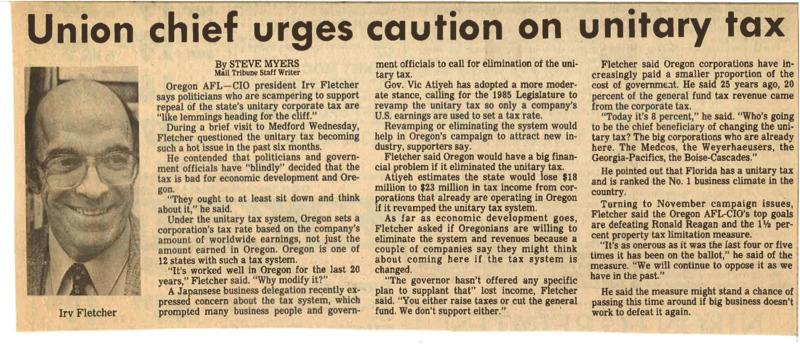 Union chief urges caution on unitary tax
Irv Fletcher
By STEVE MYERS
Mail Tribune Staff Writer
Oregon AFL—CIO president Irv Fletcher
says politicians who are scampering to support
repeal of the state's unitary corporate tax are
"like lemmings heading for the cliff."
During a brief visit to Medford Wednesday,
Fletcher questioned the unitary tax becoming
such a hot issue in the past six months.
He contended that politicians and govern-
ment officials have "blindly" decided that the
tax is bad for economic development and Ore-
gon.
"They ought to at least sit down and think
about it," he said.
Under the unitary tax system, Oregon sets a
corporation's tax rate based on the company's
amount of worldwide earnings, not just the
amount earned in Oregon. Oregon is one of
12 states with such a tax system.
"It's worked well in Oregon for the last 20
years," Fletcher said. "Why modify it?"
A Japansese business delegation recently ex-
pressed concern about the tax system, which
prompted many business people and govern-
ment officials to call for elimination of the uni-
tary tax.
Gov. Vic Atiyeh has adopted a more moder-
ate stance, calling for the 1985 Legislature to
revamp the unitary tax so only a company's
U.S. earnings are used to set a tax rate.
Revamping or eliminating the system would
help in Oregon's campaign to attract new in-
dustry, supporters say.
Fletcher said Oregon would have a big finan-
cial problem if it eliminated the unitary tax.
Atiyeh estimates the state would lose $18
million to $23 million in tax income from cor-
porations that already are operating in Oregon
if it revamped the unitary tax system.
As far as economic development goes,
Fletcher asked if Oregonians are willing to
eliminate the system and revenues because a
couple of companies say they might think
about coming here if the tax system is
changed.
"The governor hasn't offered any specific
plan to supplant that" lost income, Fletcher
said. "You either raise taxes or cut the general
fund. We don't support either."
Fletcher said Oregon corporations have in-
creasingly paid a smaller proportion of the
cost of government. He said 25 years ago, 20
percent of the general fund tax revenue came
from the corporate tax.
"Today it's 8 percent," he said. "Who's going
to be the chief beneficiary of changing the uni-
tary tax? The big corporations who are already
here. The Medcos, the Weyerhaeusers, the
Georgia-Pacifics, the Boise-Cascades."
He pointed out that Florida has a unitary tax
and is ranked the No. 1 business climate in the
country.
Turning to November campaign issues,
Fletcher said the Oregon AFL-CIO's top goals
are defeating Ronald Reagan and the 1½ per-
cent property tax limitation measure.
"It's as onerous as it was the last four or five
times it has been on the ballot," he said of the
measure. "We will continue to oppose it as we
have in the past."
He said the measure might stand a chance of
passing this time around if big business doesn't
work to defeat it again.